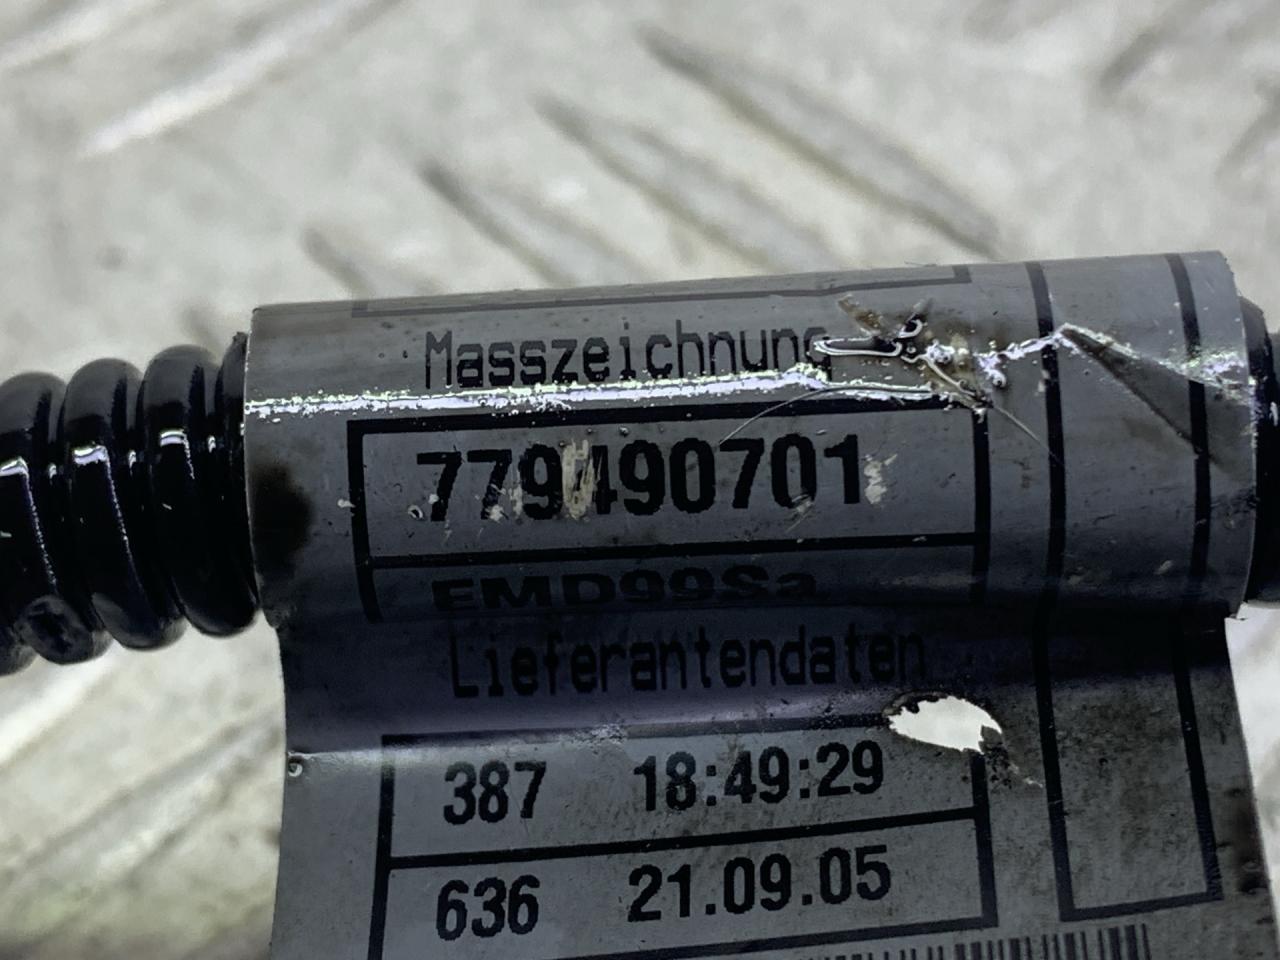 Masszeichnung
779490701
EMD99Sa
Lieferantendaten
387 18:49:29
636 21.09.05